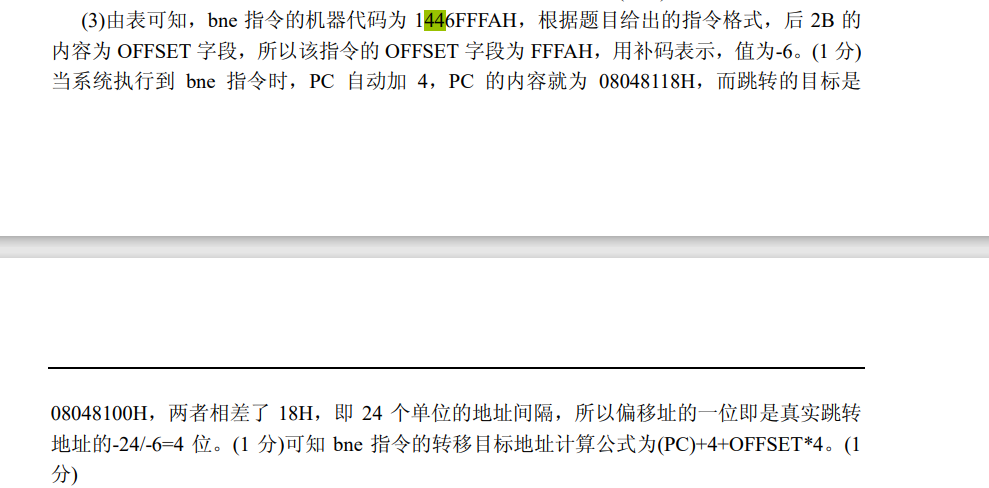 (3)由表可知，bne 指令的机器代码为 1446FFFAH，根据题目给出的指令格式，后 2B 的
内容为 OFFSET 字段，所以该指令的 OFFSET 字段为 FFFAH，用补码表示，值为-6。(1 分)
当系统执行到 bne 指令时，PC 自动加 4，PC 的内容就为 08048118H，而跳转的目标是
08048100H，两者相差了 18H，即 24 个单位的地址间隔，所以偏移址的一位即是真实跳转
地址的-24/-6=4 位。(1 分)可知 bne 指令的转移目标地址计算公式为(PC)+4+OFFSET*4。(1
分)